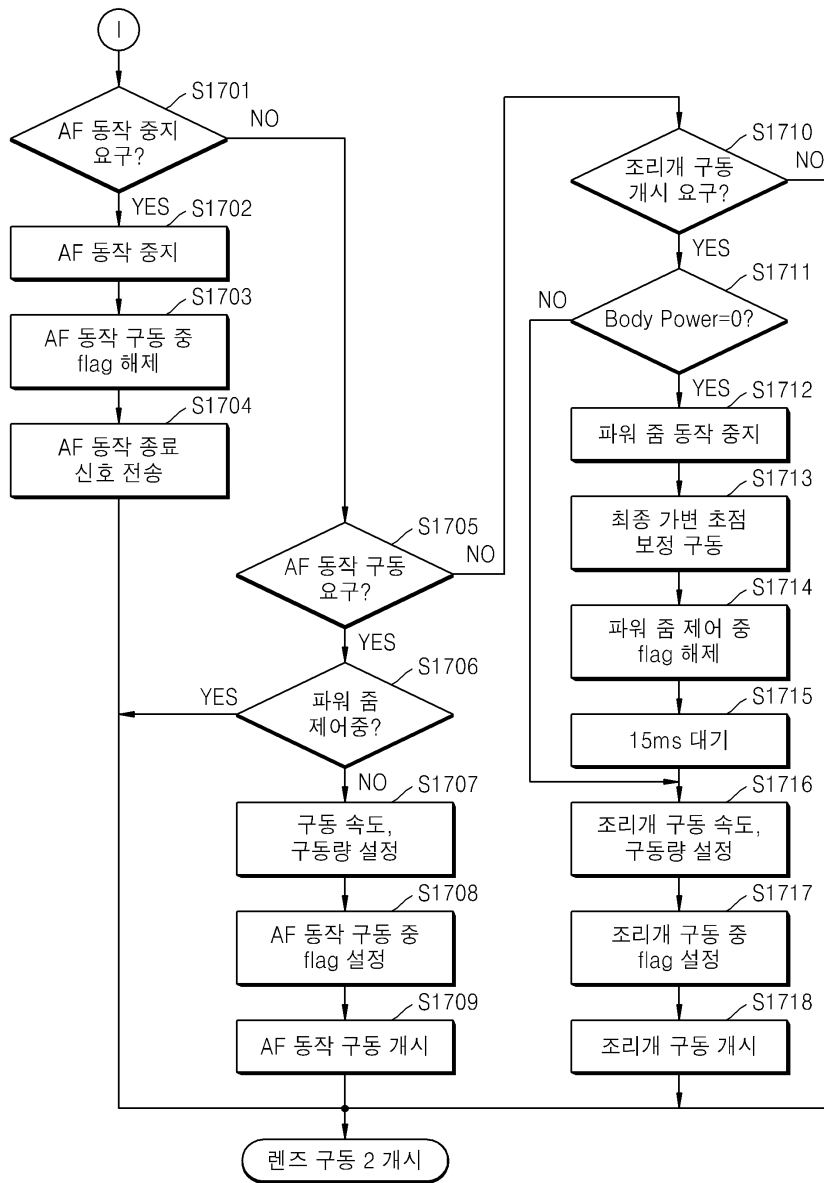 I
S1701
AF 동작 중지
요구?
NO
YES
S1702
AF 동작 중지
S1703
AF 동작 구동 중
flag 해제
S1704
AF 동작 종료
신호 전송
S1705
AF 동작 구동
요구?
NO
YES
S1706
파워 줌
제어중?
YES
NO
S1707
구동 속도,
구동량 설정
S1708
AF 동작 구동 중
flag 설정
S1709
AF 동작 구동 개시
S1710
조리개 구동
개시 요구?
NO
YES
S1711
Body Power=0?
NO
YES
S1712
파워 줌 동작 중지
S1713
최종 가변 초점
보정 구동
S1714
파워 줌 제어 중
flag 해제
S1715
15ms 대기
S1716
조리개 구동 속도,
구동량 설정
S1717
조리개 구동 중
flag 설정
S1718
조리개 구동 개시
렌즈 구동 2 개시